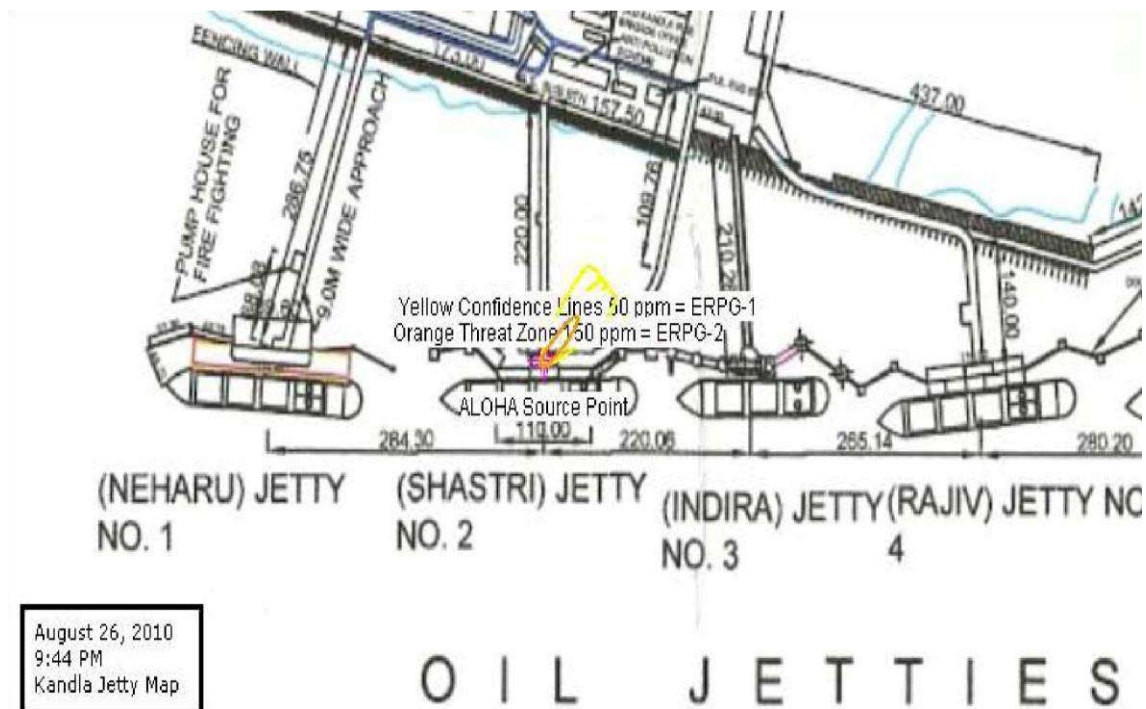 FENCING WALL
175.00
157.50
437.00
PUMP HOUSE FOR
FIRE FIGHTING
286.75
9.0M WIDE APPROACH
220.00
109.76
140.00
Yellow Confidence Lines 50 ppm = ERPG-1
Orange Threat Zone 150 ppm = ERPG-2
ALOHA Source Point
284.30
110.00
220.06
265.14
280.20
(NEHARU) JETTY
NO. 1
(SHASTRI) JETTY
NO. 2
(INDIRA) JETTY
NO. 3
(RAJIV) JETTY NO
4
August 26, 2010
9:44 PM
Kandla Jetty Map
OIL JETTIES